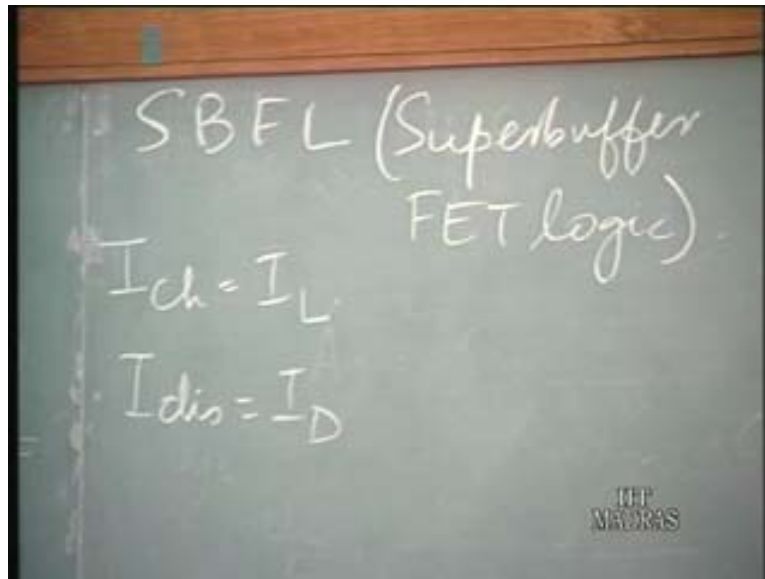 SBFL (Superbuffer
FET logic).
Ich = IL.
Idis = ID
IIT
MADRAS